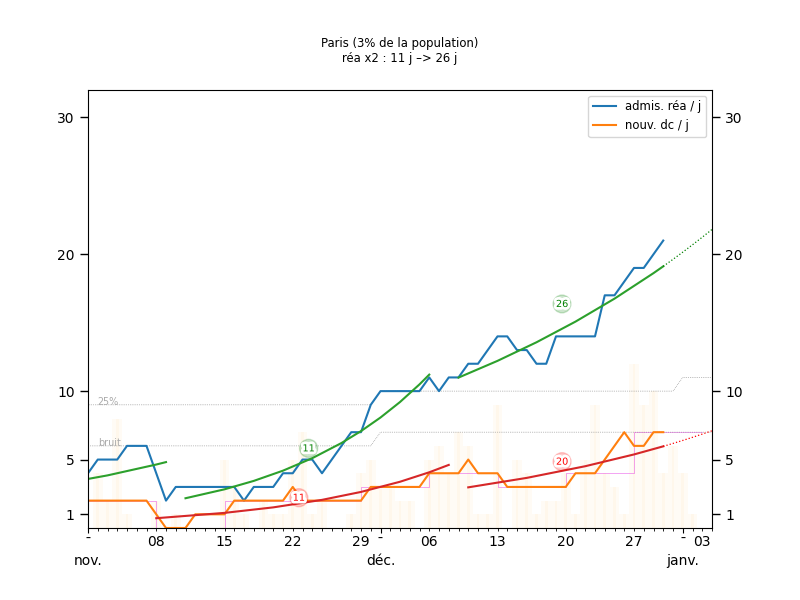 Paris (3% de la population)
réa x2 : 11 j –> 26 j
admis. réa / j
nouv. dc / j
30
30
20
20
10
10
5
5
1
1
25%
bruit
11
11
26
20
- 08 15 22 29 - 06 13 20 27 - 03
nov. déc. janv.